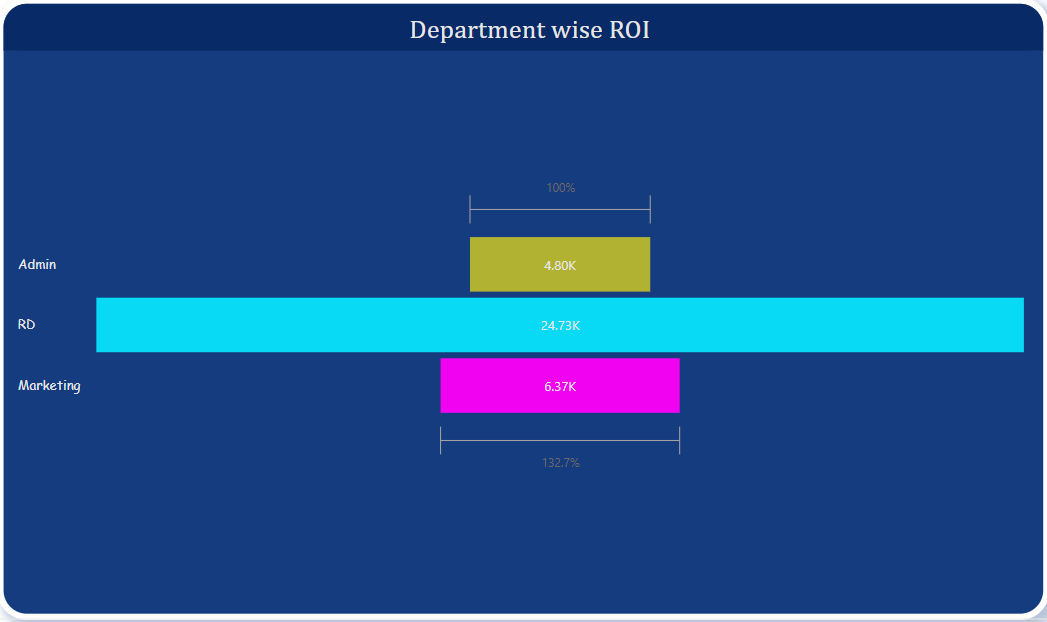 Department wise ROI
100%
Admin 4.80K
RD 24.73K
Marketing 6.37K
132.7%